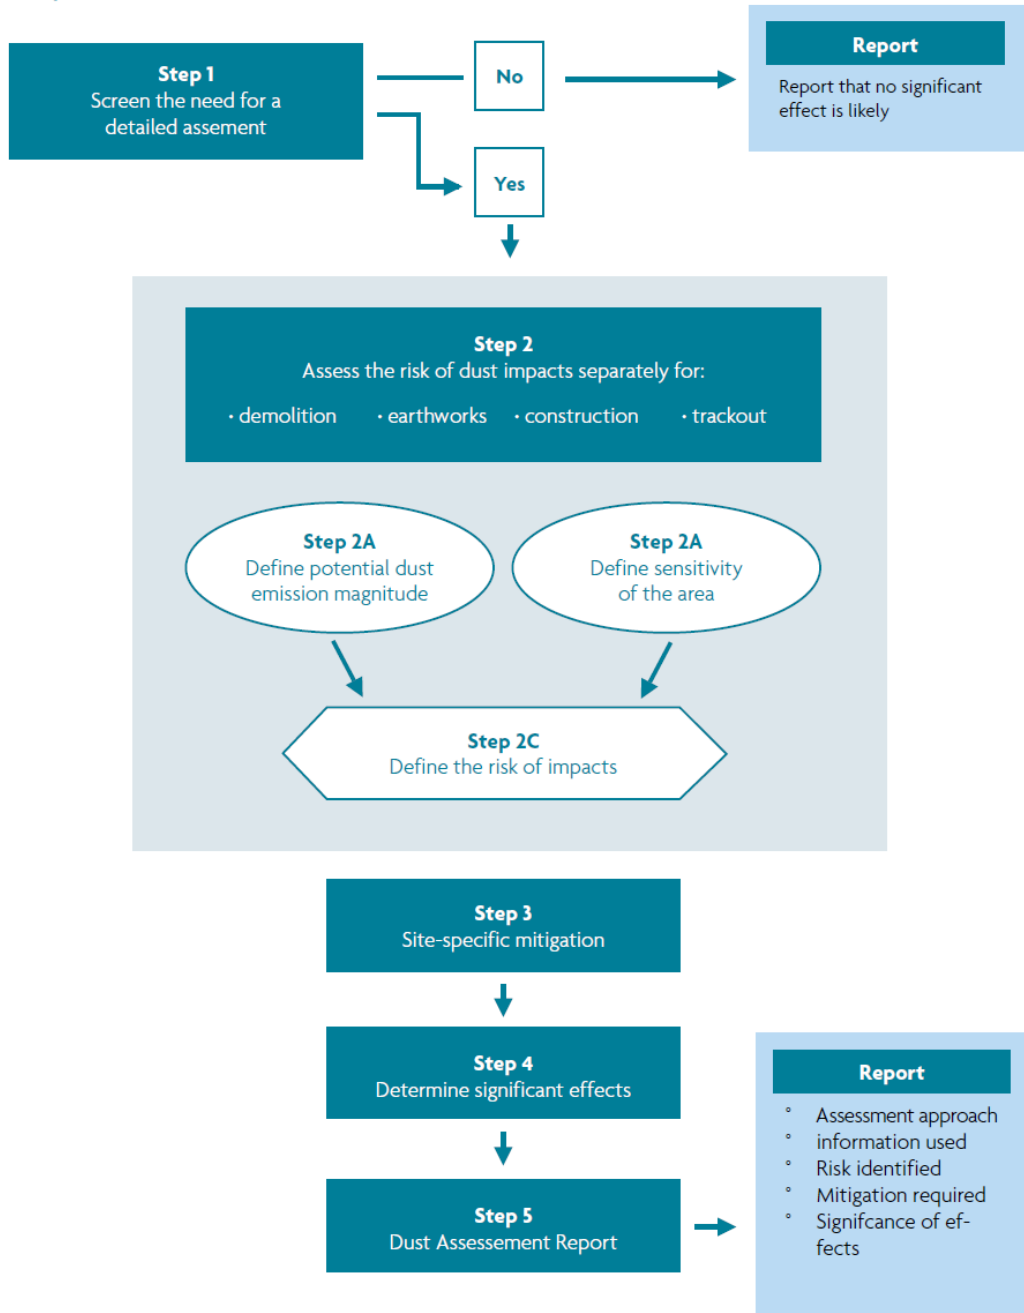 Step 1
Screen the need for a
detailed assement
No
Report
Report that no significant
effect is likely
Yes
Step 2
Assess the risk of dust impacts separately for:
· demolition · earthworks · construction · trackout
Step 2A
Define potential dust
emission magnitude
Step 2A
Define sensitivity
of the area
Step 2C
Define the risk of impacts
Step 3
Site-specific mitigation
Step 4
Determine significant effects
Step 5
Dust Assessement Report
Report
° Assessment approach
° information used
° Risk identified
° Mitigation required
° Signifcance of ef-
fects